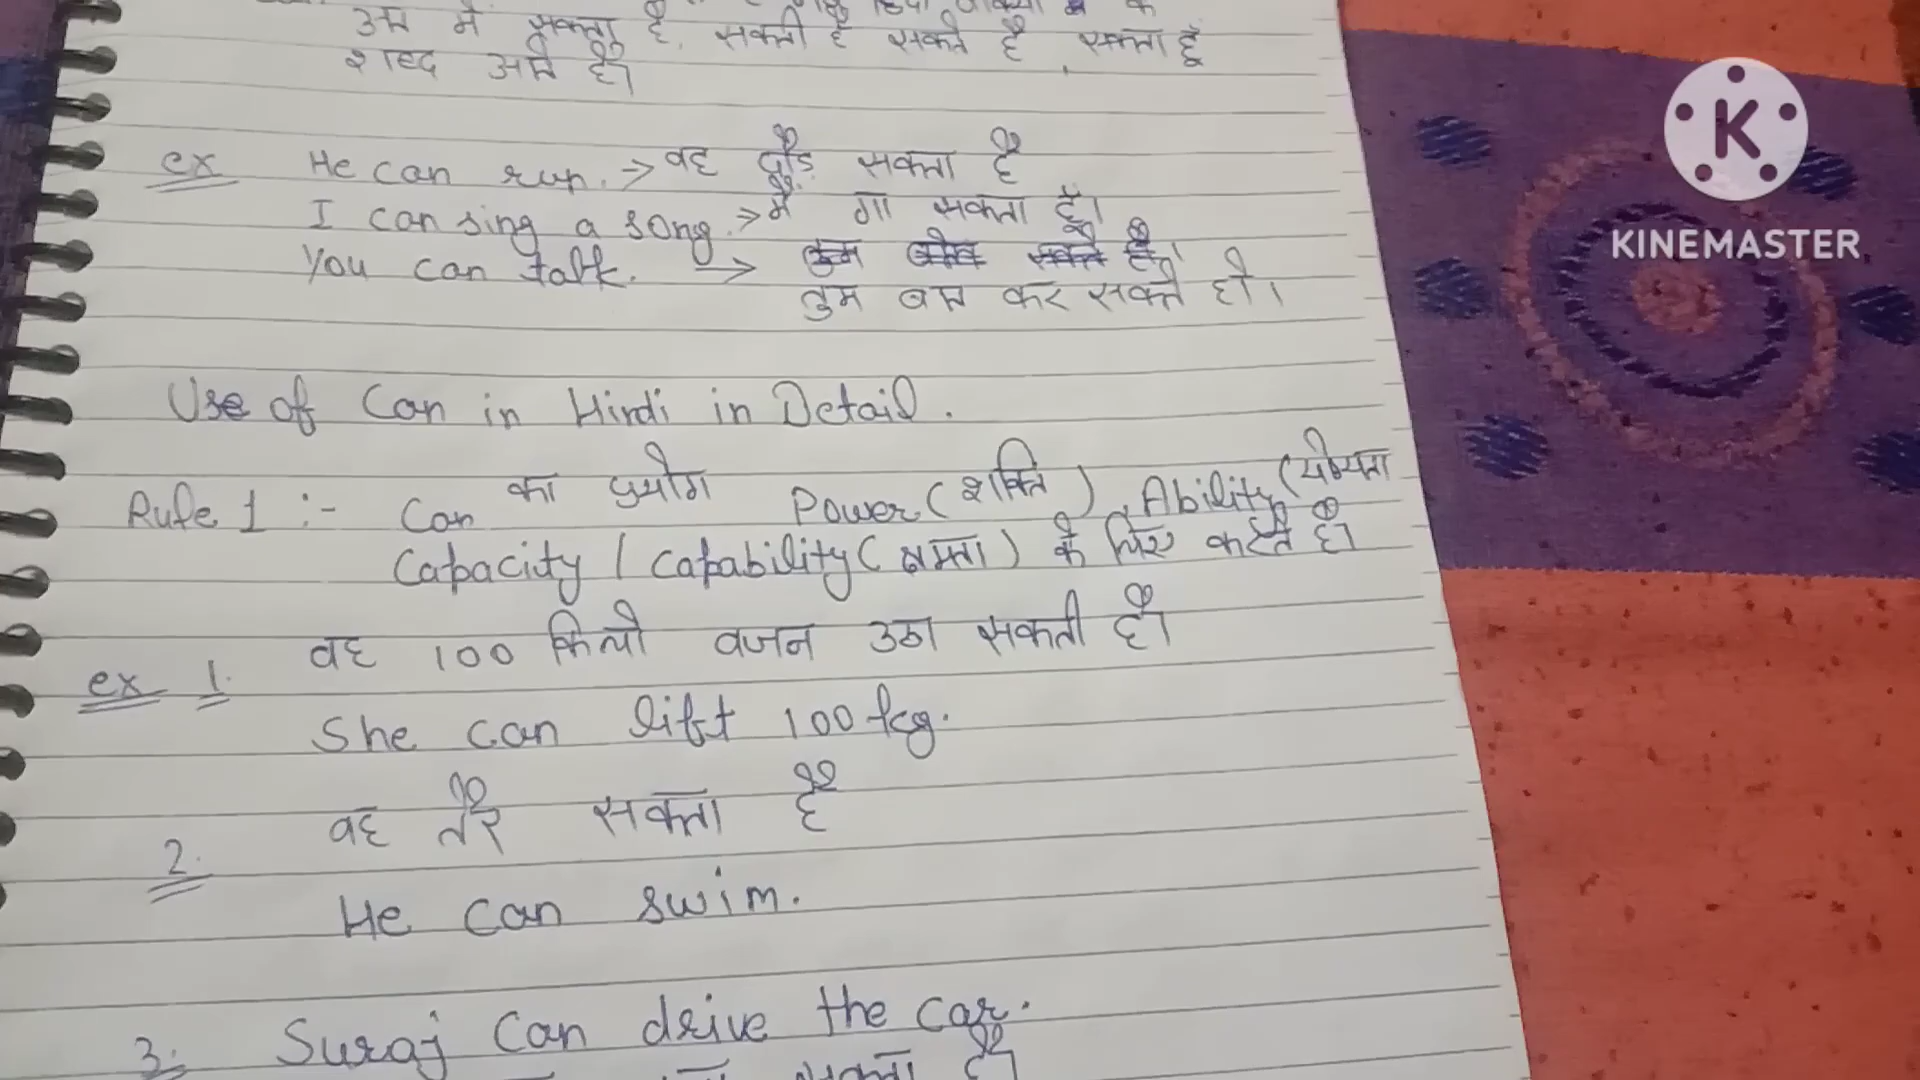 अन्त में सकता है, सकती है सकते है, सकता हूँ
शब्द आते है।
ex He can run. → वह दौड़ सकता है
I can sing a song. → मैं गा सकता हूँ।
You can talk. →
तुम बात कर सकते हो।
Use of Can in Hindi in Detail.
Rule 1 :- Can का प्रयोग Power (शक्ति), Ability (योग्यता
Capacity / Capability (क्षमता) के लिए करते है।
ex 1. वह 100 किलो वजन उठा सकती है।
She can lift 100 kg.
2. वह तैर सकता है
He can swim.
3. Suraj Can drive the car.
सकता है।
KINEMASTER